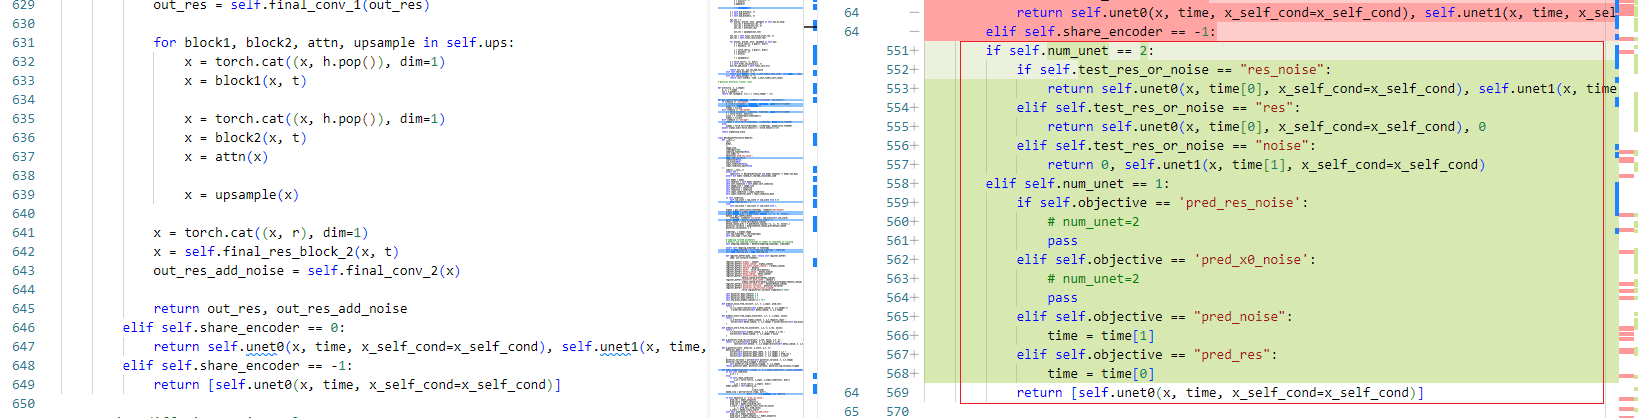 629 out_res = self.final_conv_1(out_res)
630
631 for block1, block2, attn, upsample in self.ups:
632 x = torch.cat((x, h.pop()), dim=1)
633 x = block1(x, t)
634
635 x = torch.cat((x, h.pop()), dim=1)
636 x = block2(x, t)
637 x = attn(x)
638
639 x = upsample(x)
640
641 x = torch.cat((x, r), dim=1)
642 x = self.final_res_block_2(x, t)
643 out_res_add_noise = self.final_conv_2(x)
644
645 return out_res, out_res_add_noise
646 elif self.share_encoder == 0:
647 return self.unet0(x, time, x_self_cond=x_self_cond), self.unet1(x, time,
648 elif self.share_encoder == -1:
649 return [self.unet0(x, time, x_self_cond=x_self_cond)]
650
64 — return self.unet0(x, time, x_self_cond=x_self_cond), self.unet1(x, time, x_sel
64 — elif self.share_encoder == -1:
551+ if self.num_unet == 2:
552+ if self.test_res_or_noise == "res_noise":
553+ return self.unet0(x, time[0], x_self_cond=x_self_cond), self.unet1(x, time
554+ elif self.test_res_or_noise == "res":
555+ return self.unet0(x, time[0], x_self_cond=x_self_cond), 0
556+ elif self.test_res_or_noise == "noise":
557+ return 0, self.unet1(x, time[1], x_self_cond=x_self_cond)
558+ elif self.num_unet == 1:
559+ if self.objective == 'pred_res_noise':
560+ # num_unet=2
561+ pass
562+ elif self.objective == 'pred_x0_noise':
563+ # num_unet=2
564+ pass
565+ elif self.objective == "pred_noise":
566+ time = time[1]
567+ elif self.objective == "pred_res":
568+ time = time[0]
64 569 return [self.unet0(x, time, x_self_cond=x_self_cond)]
65 570